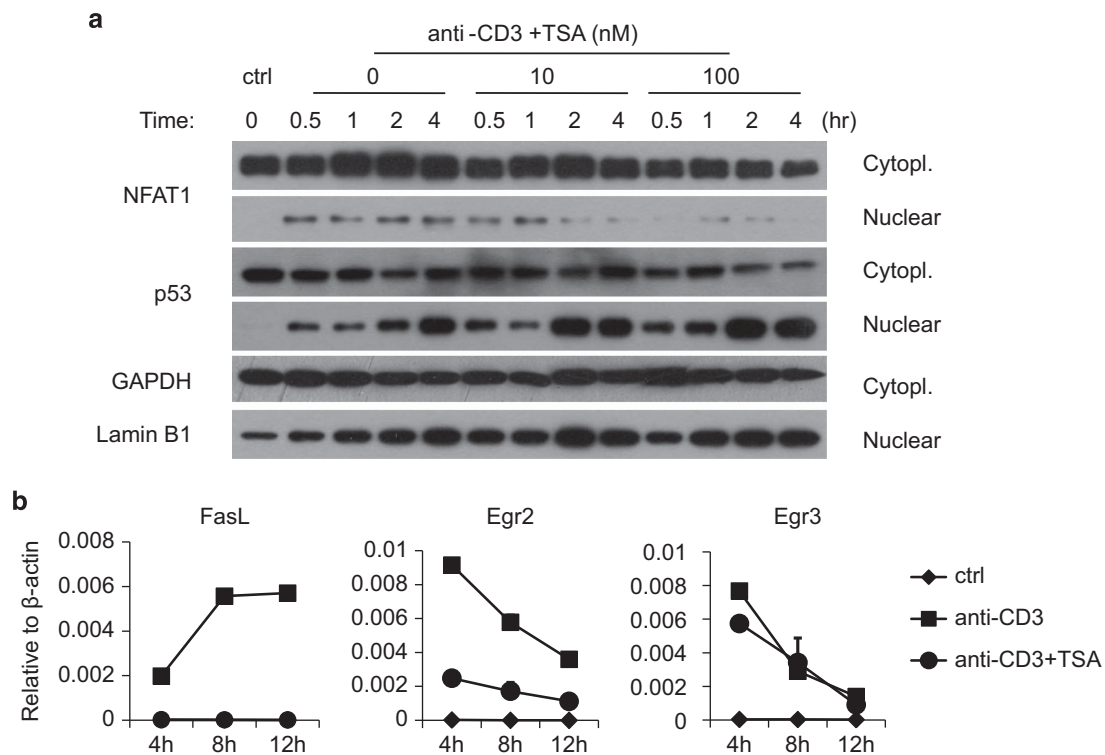 a
anti -CD3 +TSA (nM)
ctrl 0 10 100
Time: 0 0.5 1 2 4 0.5 1 2 4 0.5 1 2 4 (hr)
NFAT1
Cytopl.
Nuclear
p53
Cytopl.
Nuclear
GAPDH Cytopl.
Lamin B1 Nuclear
b
FasL Egr2 Egr3
Relative to β-actin
0.008
0.006
0.004
0.002
0
4h 8h 12h
0.01
0.008
0.006
0.004
0.002
0
4h 8h 12h
0.01
0.008
0.006
0.004
0.002
0
4h 8h 12h
ctrl
anti-CD3
anti-CD3+TSA